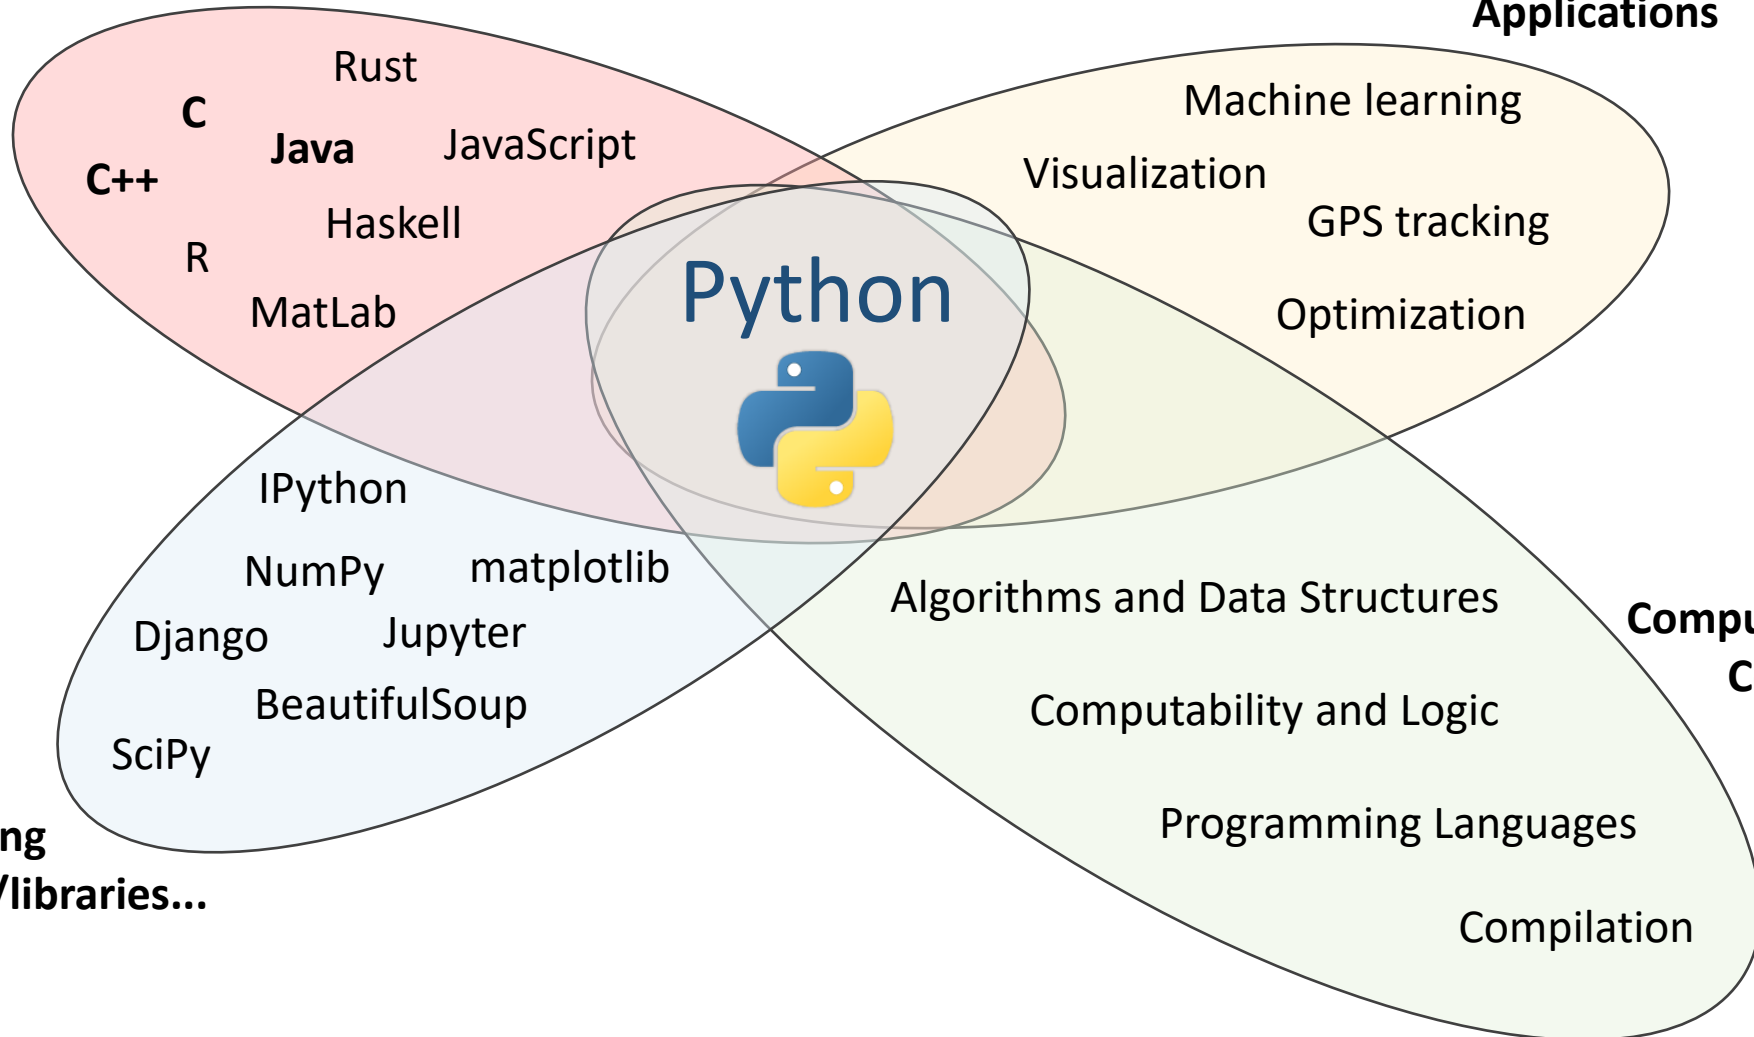 Applications
Rust
C
Java
JavaScript
C++
Haskell
R
MatLab
Machine learning
Visualization
GPS tracking
Optimization
Python
IPython
NumPy
matplotlib
Django
Jupyter
BeautifulSoup
SciPy
ng
/libraries...
Algorithms and Data Structures
Computability and Logic
Programming Languages
Compilation
Compu
C